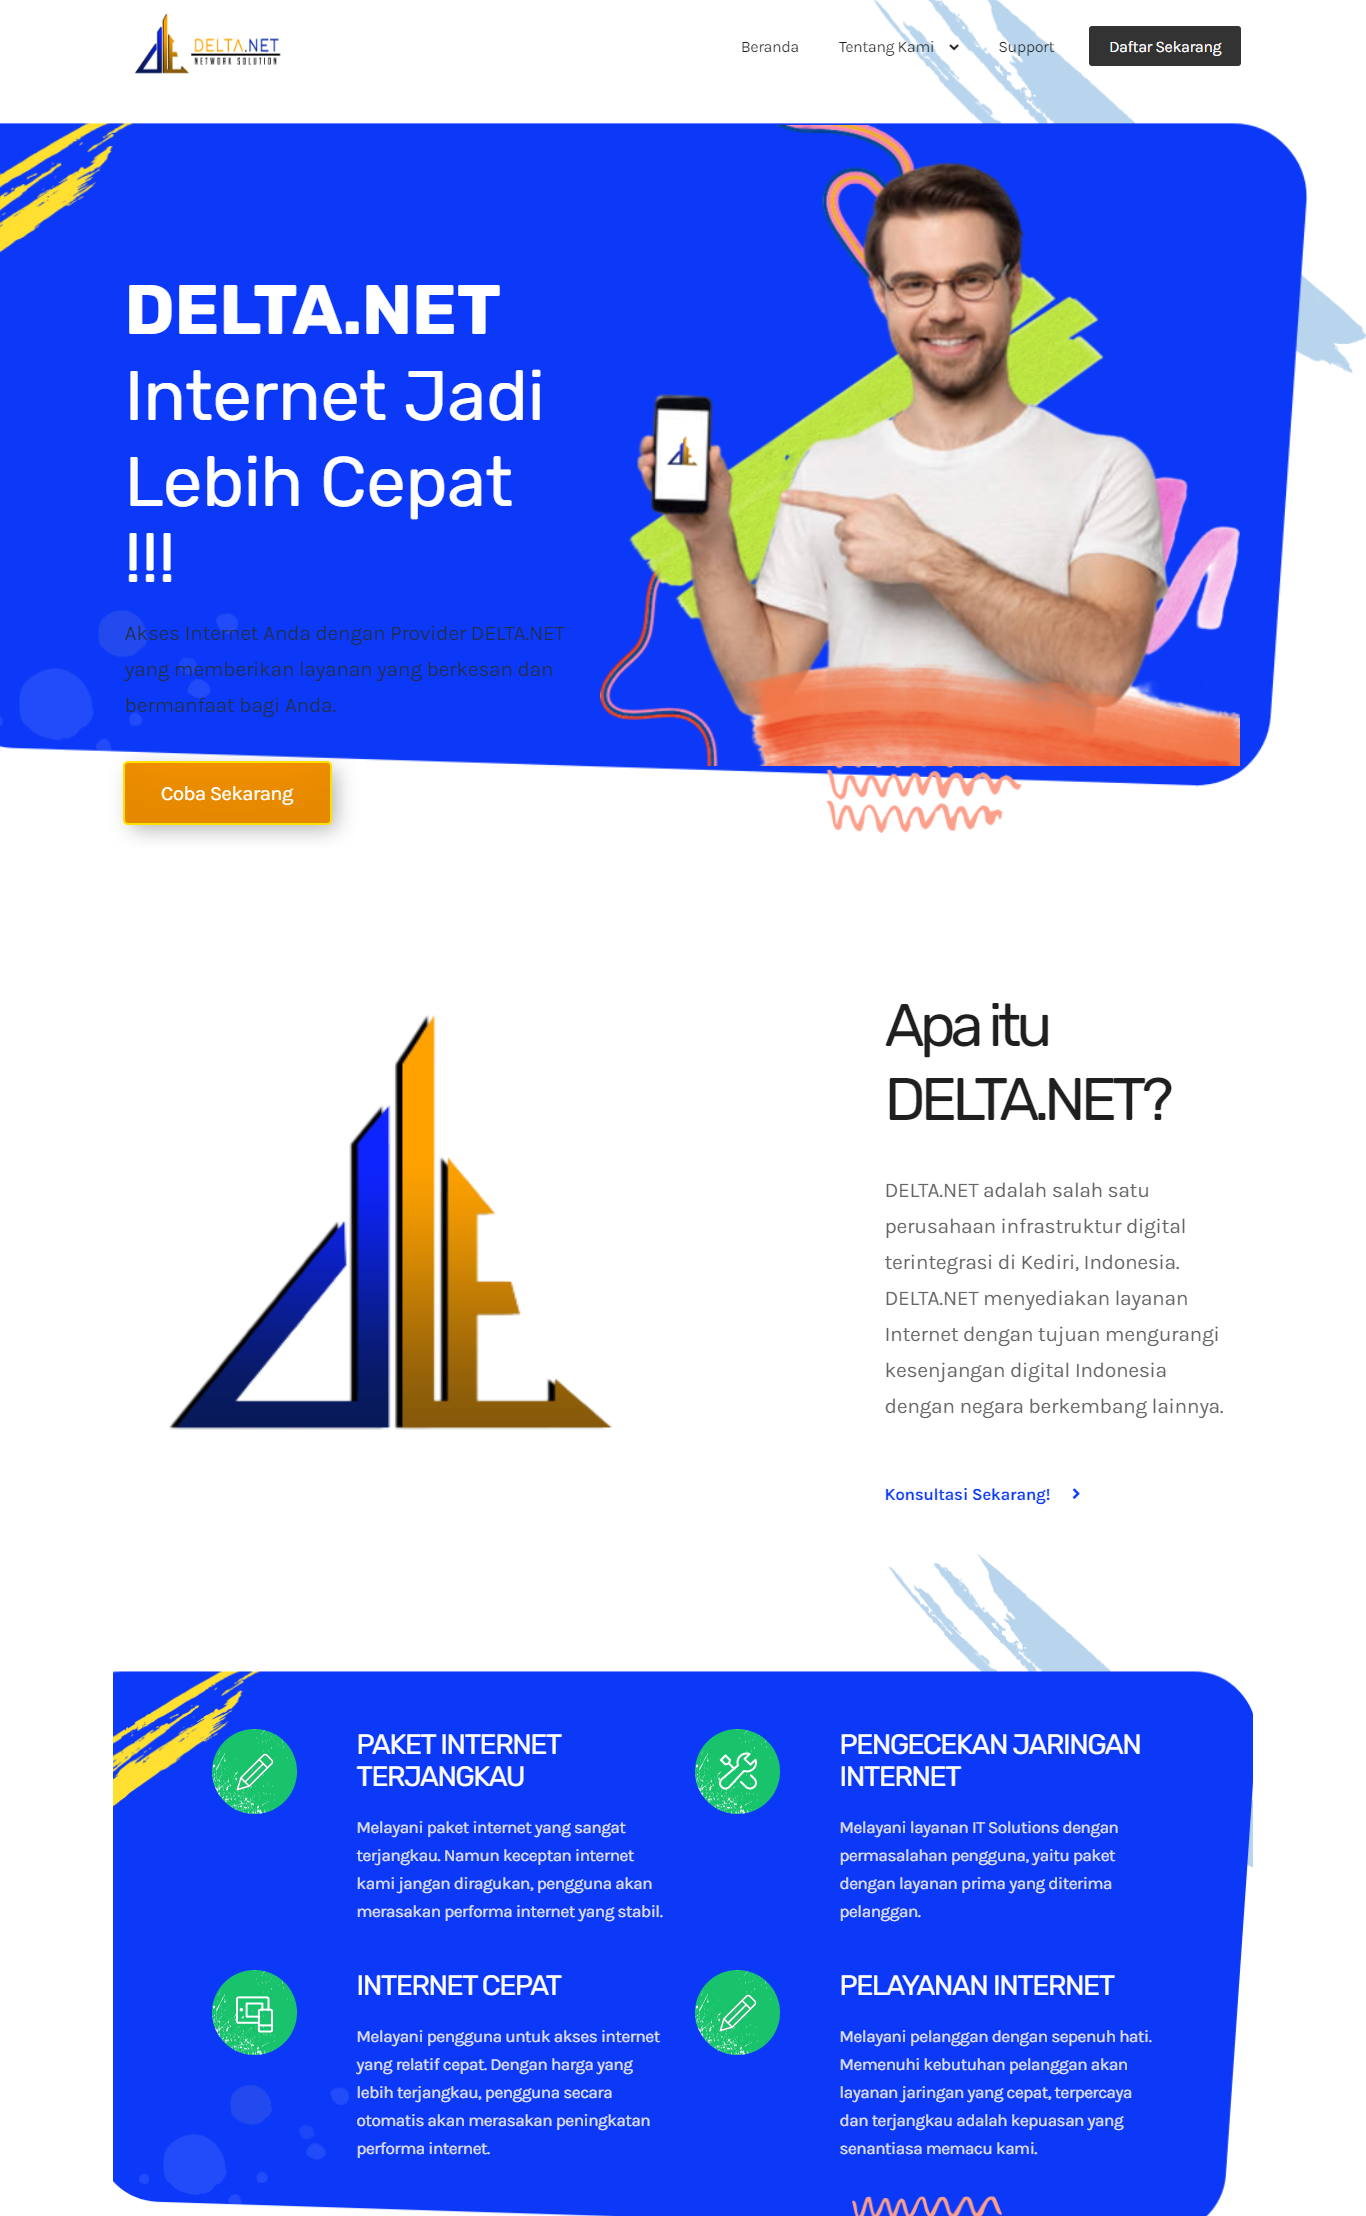 DELTA.NET
NETWORK SOLUTION
Beranda
Tentang Kami
Support
Daftar Sekarang
DELTA.NET
Internet Jadi
Lebih Cepat
!!!
Akses Internet Anda dengan Provider DELTA.NET
yang memberikan layanan yang berkesan dan
bermanfaat bagi Anda.
Coba Sekarang
Apa itu
DELTA.NET?
DELTA.NET adalah salah satu
perusahaan infrastruktur digital
terintegrasi di Kediri, Indonesia.
DELTA.NET menyediakan layanan
Internet dengan tujuan mengurangi
kesenjangan digital Indonesia
dengan negara berkembang lainnya.
Konsultasi Sekarang!
PAKET INTERNET
TERJANGKAU
Melayani paket internet yang sangat
terjangkau. Namun keceptan internet
kami jangan diragukan, pengguna akan
merasakan performa internet yang stabil.
PENGECEKAN JARINGAN
INTERNET
Melayani layanan IT Solutions dengan
permasalahan pengguna, yaitu paket
dengan layanan prima yang diterima
pelanggan.
INTERNET CEPAT
Melayani pengguna untuk akses internet
yang relatif cepat. Dengan harga yang
lebih terjangkau, pengguna secara
otomatis akan merasakan peningkatan
performa internet.
PELAYANAN INTERNET
Melayani pelanggan dengan sepenuh hati.
Memenuhi kebutuhan pelanggan akan
layanan jaringan yang cepat, terpercaya
dan terjangkau adalah kepuasan yang
senantiasa memacu kami.